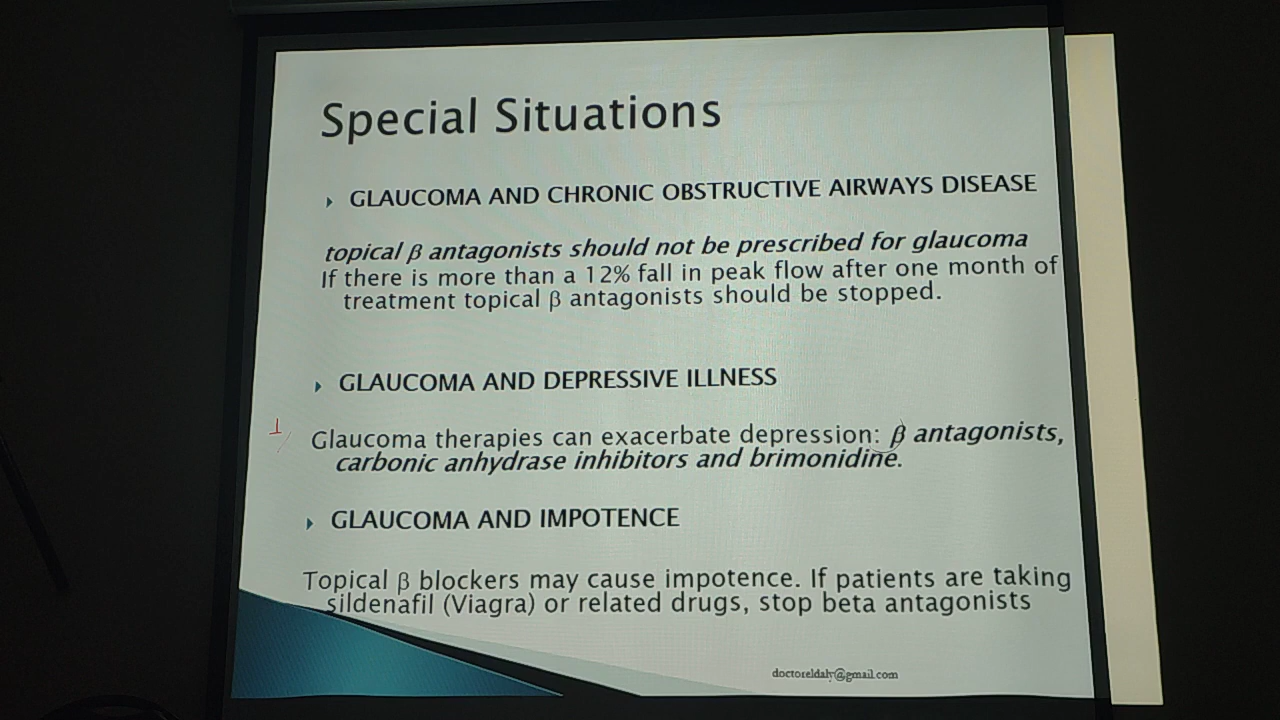 Special Situations
GLAUCOMA AND CHRONIC OBSTRUCTIVE AIRWAYS DISEASE
topical β antagonists should not be prescribed for glaucoma
If there is more than a 12% fall in peak flow after one month of
treatment topical β antagonists should be stopped.
GLAUCOMA AND DEPRESSIVE ILLNESS
Glaucoma therapies can exacerbate depression: β antagonists,
carbonic anhydrase inhibitors and brimonidine.
GLAUCOMA AND IMPOTENCE
Topical β blockers may cause impotence. If patients are taking
sildenafil (Viagra) or related drugs, stop beta antagonists
doctoreldaly@gmail.com